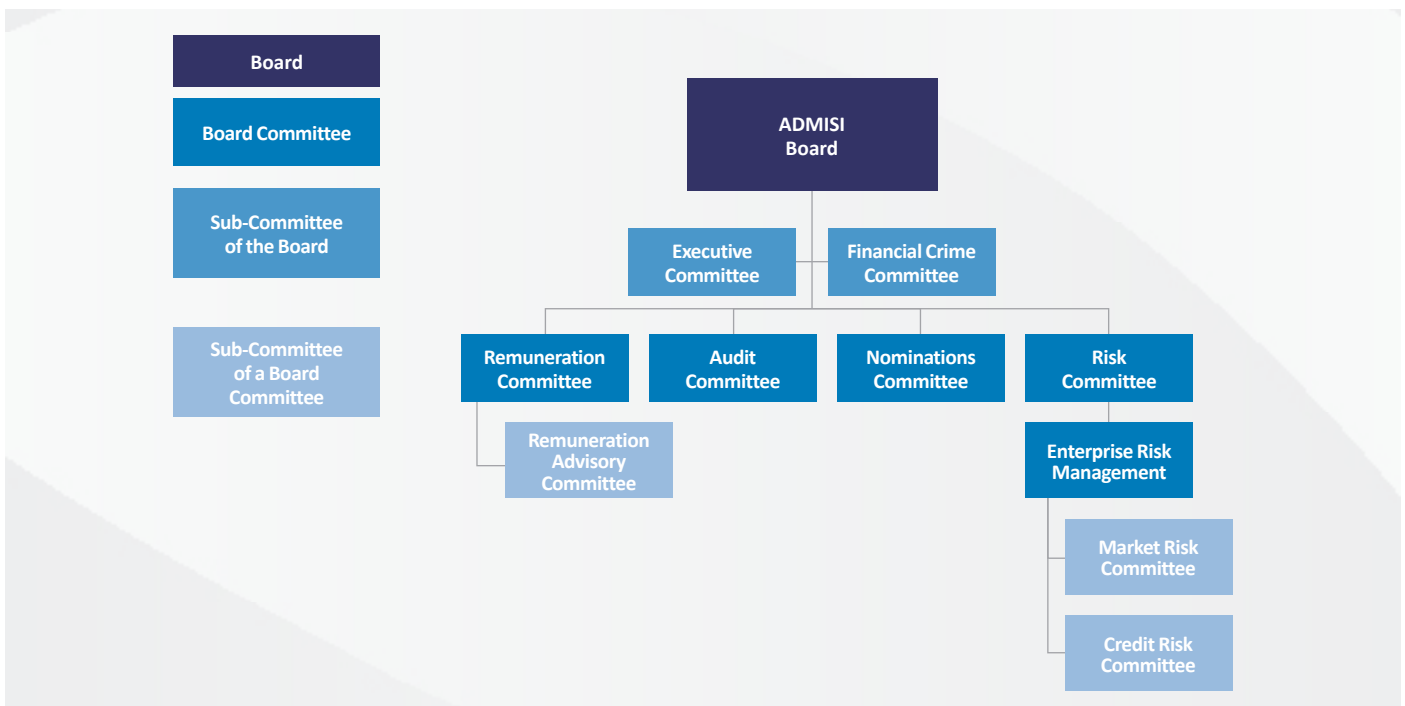 Board
Board Committee
Sub-Committee
of the Board
Sub-Committee
of a Board
Committee
ADMISI
Board
Executive
Committee
Financial Crime
Committee
Remuneration
Committee
Audit
Committee
Nominations
Committee
Risk
Committee
Remuneration
Advisory
Committee
Enterprise Risk
Management
Market Risk
Committee
Credit Risk
Committee